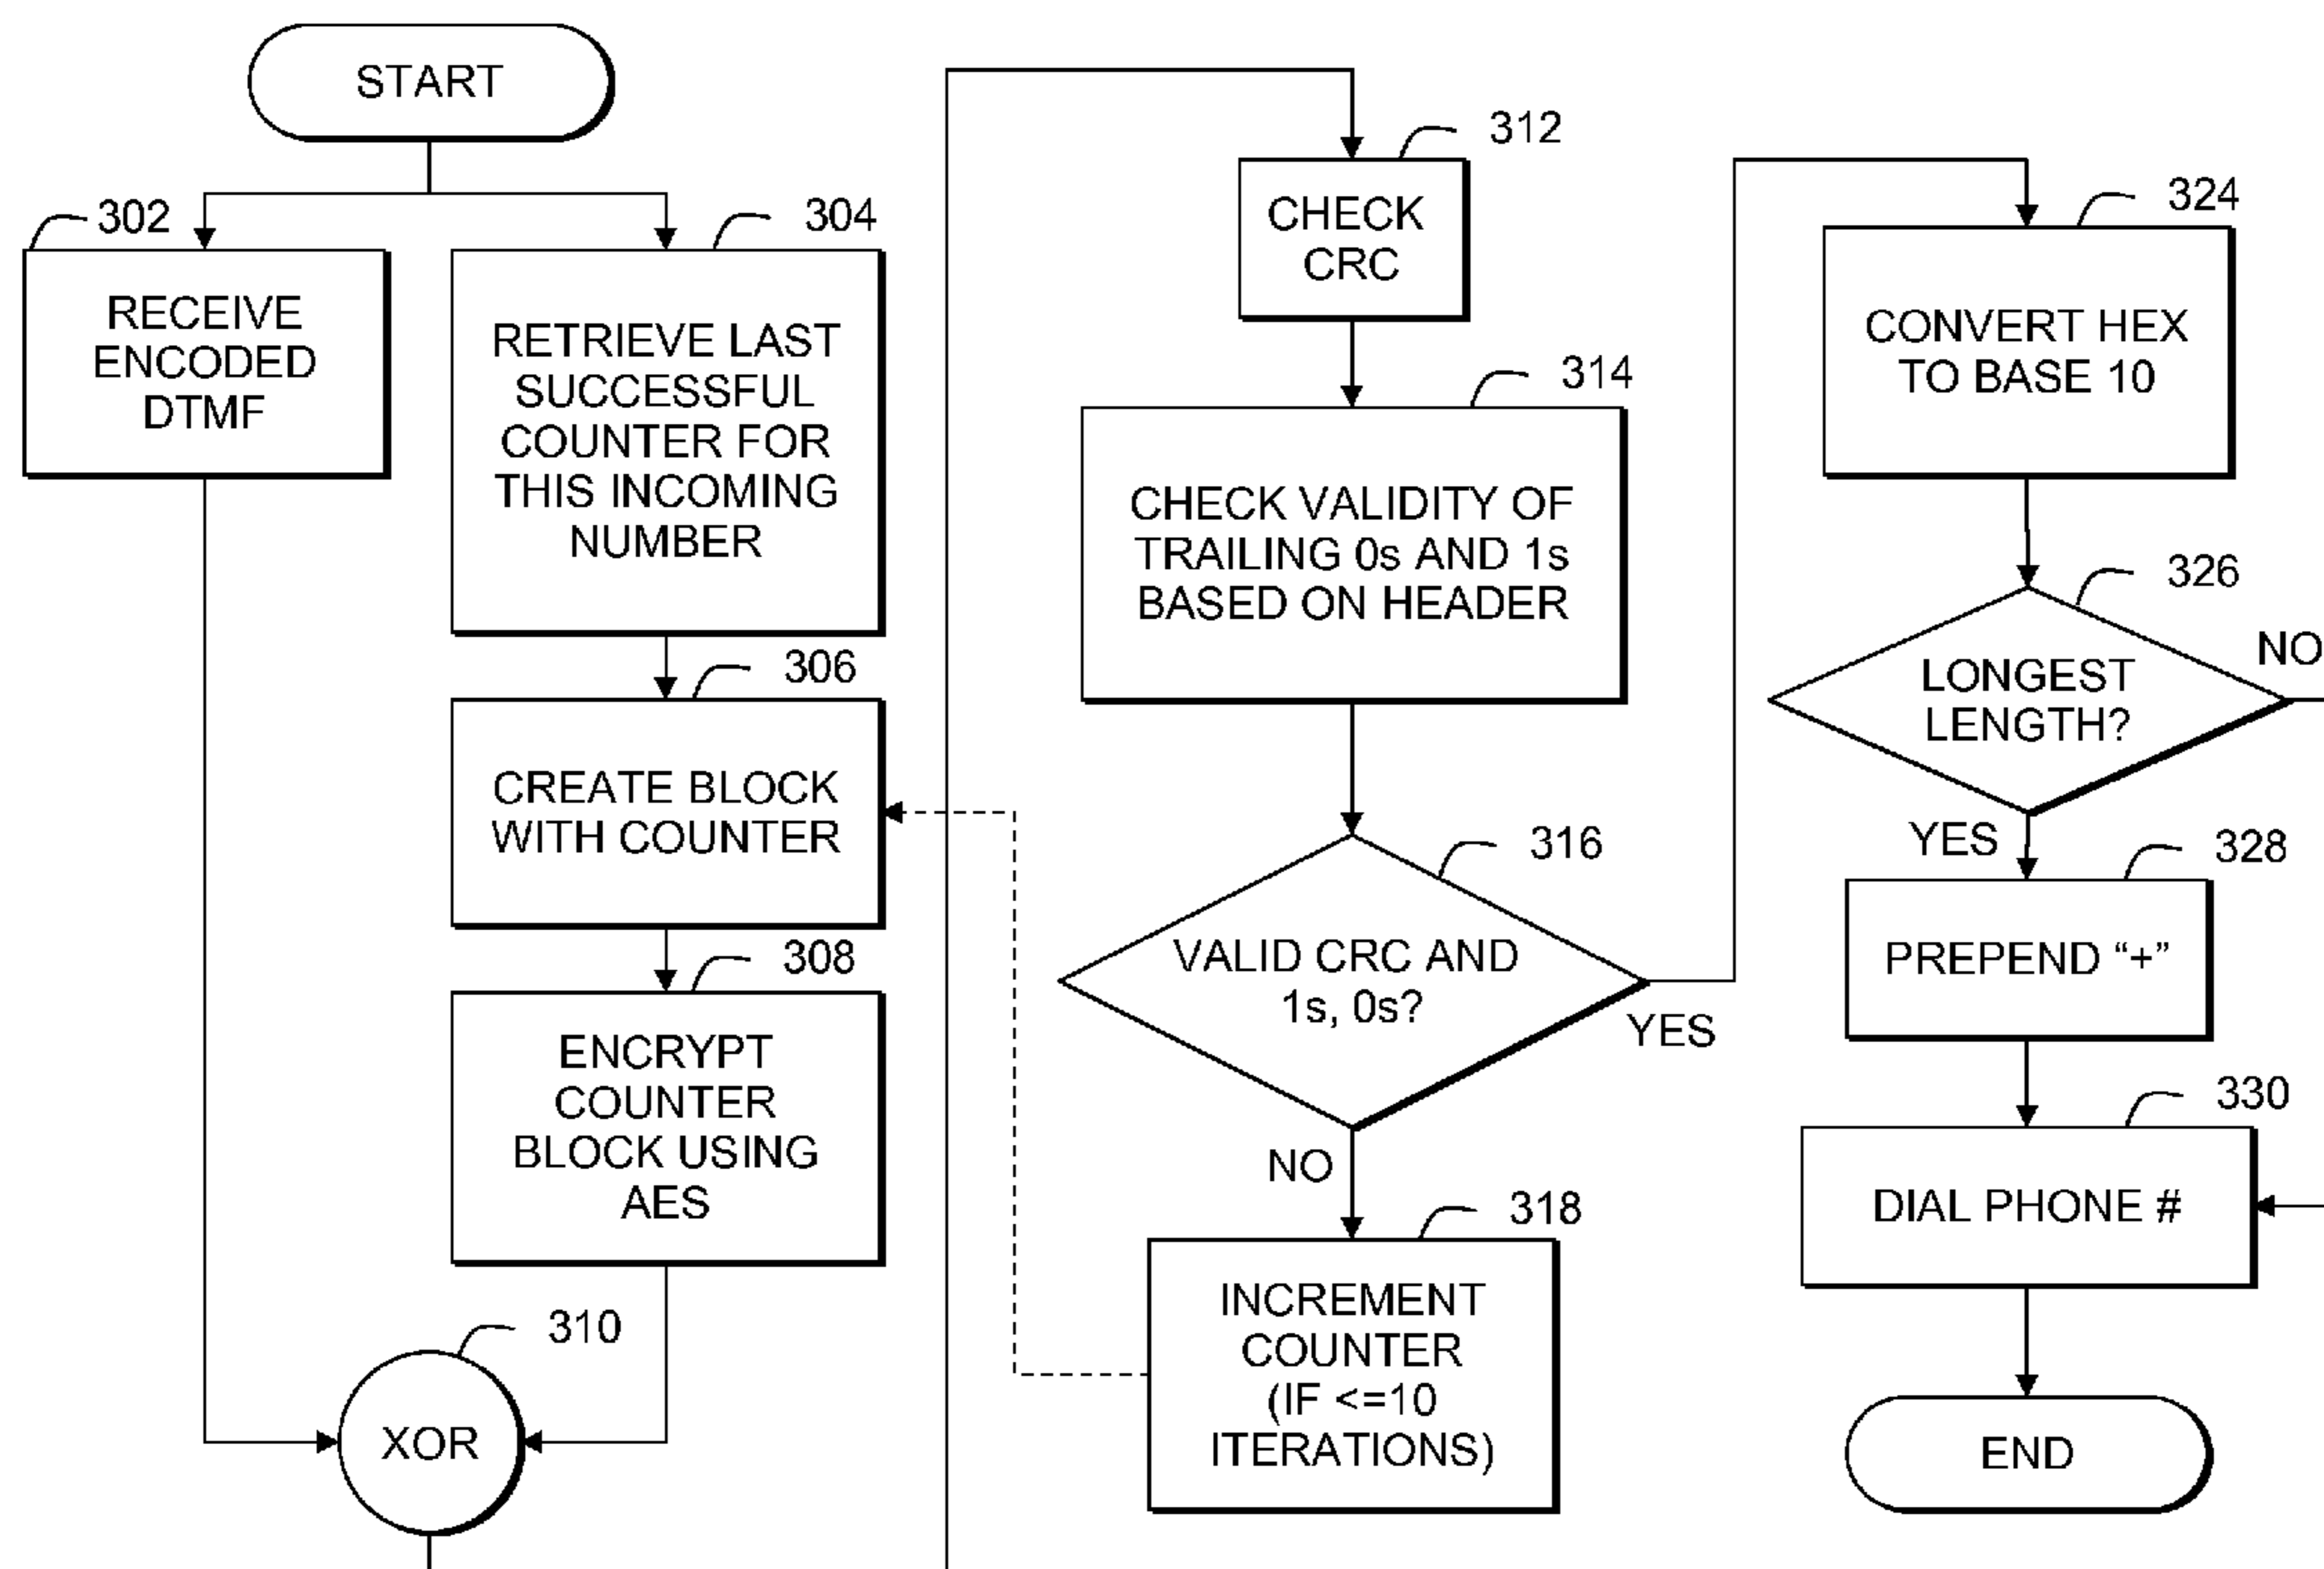 START
302
RECEIVE
ENCODED
DTMF
304
RETRIEVE LAST
SUCCESSFUL
COUNTER FOR
THIS INCOMING
NUMBER
306
CREATE BLOCK
WITH COUNTER
308
ENCRYPT
COUNTER
BLOCK USING
AES
310
XOR
312
CHECK
CRC
314
CHECK VALIDITY OF
TRAILING 0s AND 1s
BASED ON HEADER
316
VALID CRC AND
1s, 0s?
YES
NO
318
INCREMENT
COUNTER
(IF <=10
ITERATIONS)
324
CONVERT HEX
TO BASE 10
326
LONGEST
LENGTH?
NO
YES
328
PREPEND “+”
330
DIAL PHONE #
END